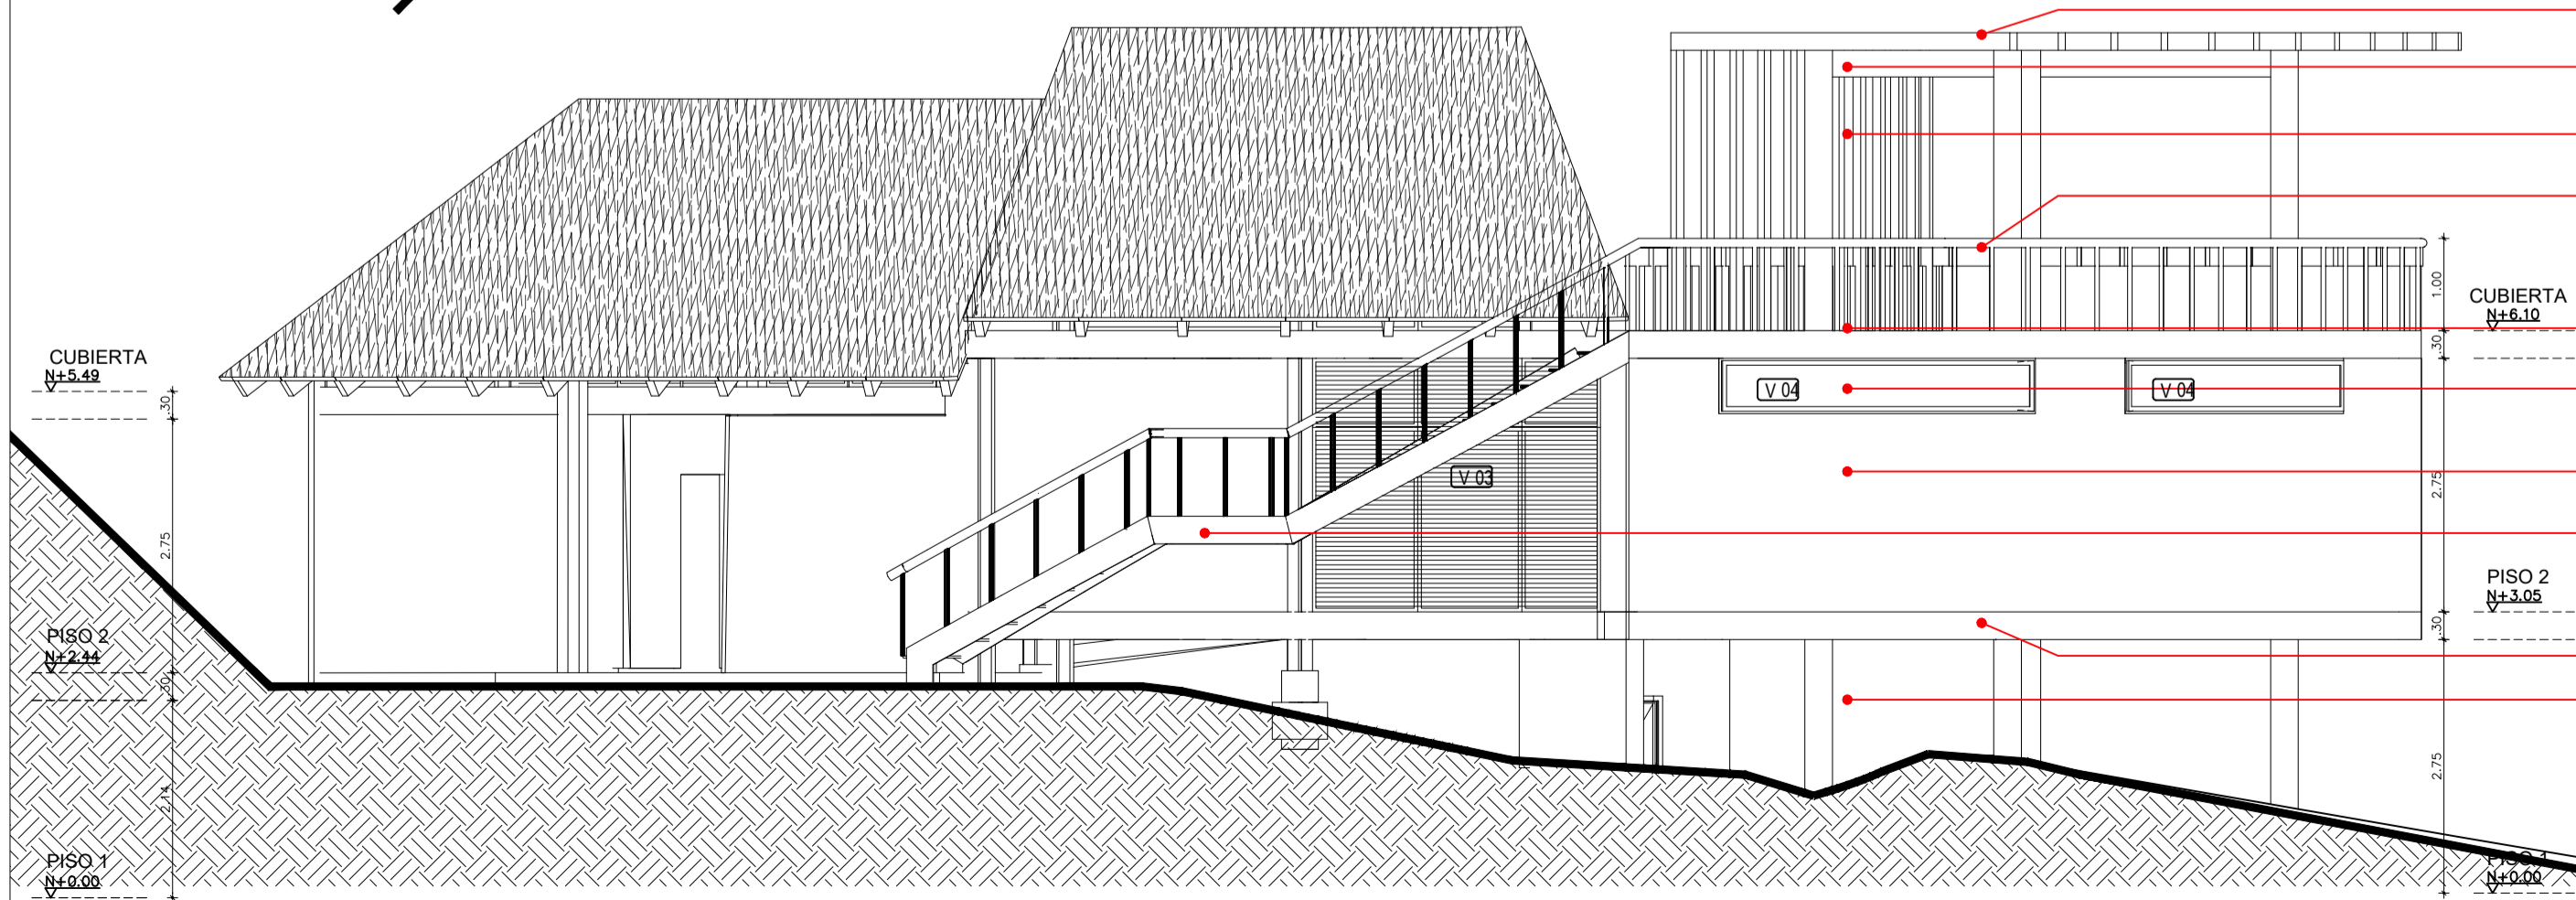 CUBIERTA
N+5.49
.30
2.75
PISO 2
N+2.44
.30
2.14
PISO 1
N+0.00
V 03
V 04
V 04
1.00
.30
2.75
.30
2.75
CUBIERTA
N+6.10
PISO 2
N+3.05
PISO 1
N+0.00